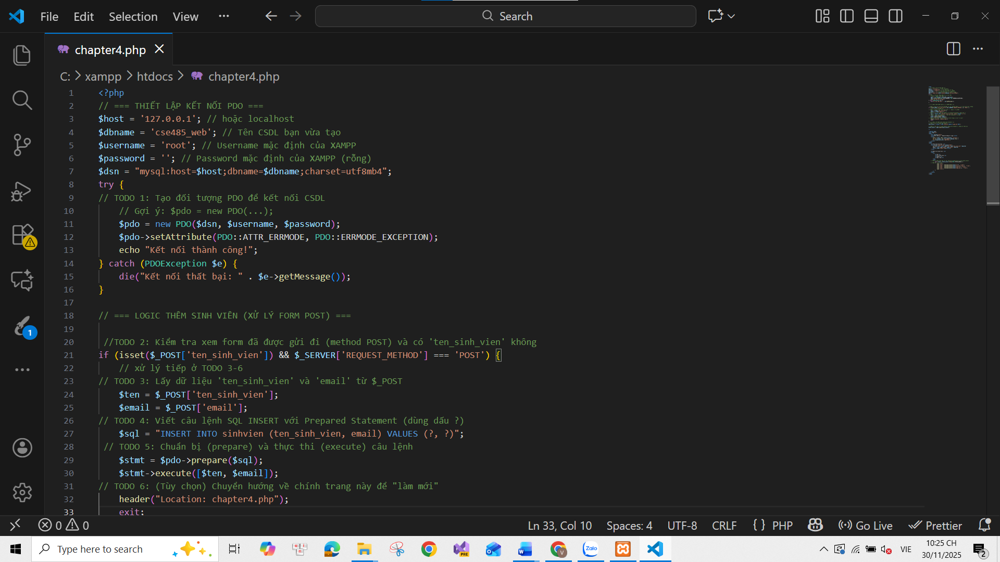 File Edit Selection View ... Search
chapter4.php
C: > xampp > htdocs > chapter4.php
1 <?php
2 // === THIẾT LẬP KẾT NỐI PDO ===
3 $host = '127.0.0.1'; // hoặc localhost
4 $dbname = 'cse485_web'; // Tên CSDL bạn vừa tạo
5 $username = 'root'; // Username mặc định của XAMPP
6 $password = ''; // Password mặc định của XAMPP (rỗng)
7 $dsn = "mysql:host=$host;dbname=$dbname;charset=utf8mb4";
8 try {
9 // TODO 1: Tạo đối tượng PDO để kết nối CSDL
10 // Gợi ý: $pdo = new PDO(...);
11 $pdo = new PDO($dsn, $username, $password);
12 $pdo->setAttribute(PDO::ATTR_ERRMODE, PDO::ERRMODE_EXCEPTION);
13 echo "Kết nối thành công!";
14 } catch (PDOException $e) {
15 die("Kết nối thất bại: " . $e->getMessage());
16 }
17
18 // === LOGIC THÊM SINH VIÊN (XỬ LÝ FORM POST) ===
19
20 //TODO 2: Kiểm tra xem form đã được gửi đi (method POST) và có 'ten_sinh_vien' không
21 if (isset($_POST['ten_sinh_vien']) && $_SERVER['REQUEST_METHOD'] === 'POST') {
22 // xử lý tiếp ở TODO 3-6
23 // TODO 3: Lấy dữ liệu 'ten_sinh_vien' và 'email' từ $_POST
24 $ten = $_POST['ten_sinh_vien'];
25 $email = $_POST['email'];
26 // TODO 4: Viết câu lệnh SQL INSERT với Prepared Statement (dùng dấu ?)
27 $sql = "INSERT INTO sinhvien (ten_sinh_vien, email) VALUES (?, ?)";
28 // TODO 5: Chuẩn bị (prepare) và thực thi (execute) câu lệnh
29 $stmt = $pdo->prepare($sql);
30 $stmt->execute([$ten, $email]);
31 // TODO 6: (Tùy chọn) Chuyển hướng về chính trang này để "làm mới"
32 header("Location: chapter4.php");
33 exit;
1
0 0 Ln 33, Col 10 Spaces: 4 UTF-8 CRLF { } PHP Go Live Prettier
Type here to search PRE Zalo V VIE 10:25 CH
30/11/2025 2